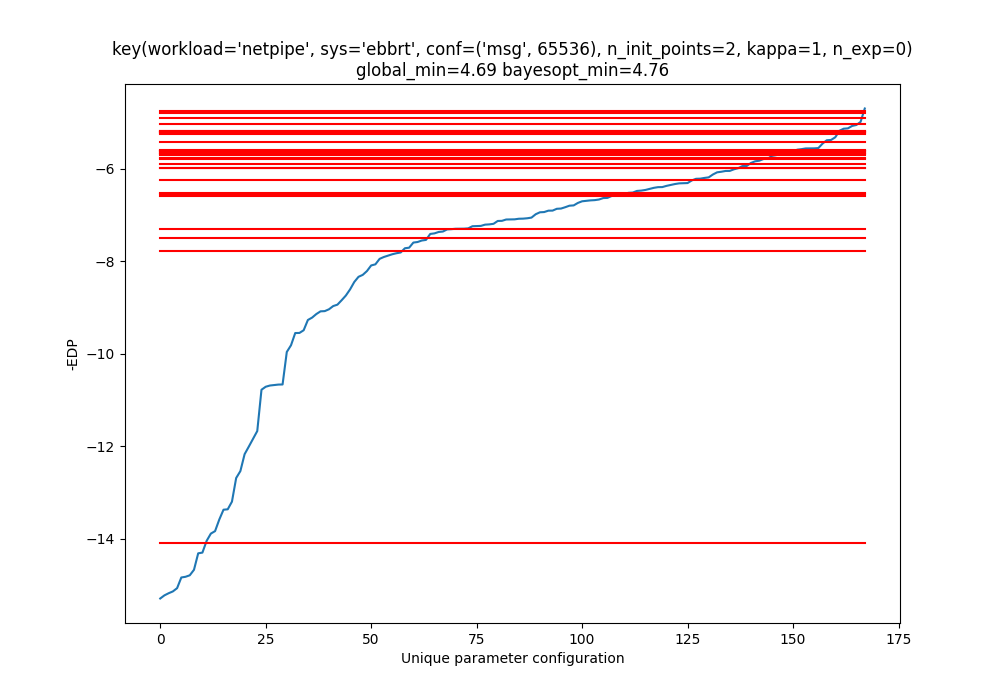 key(workload='netpipe', sys='ebbrt', conf=('msg', 65536), n_init_points=2, kappa=1, n_exp=0)
global_min=4.69 bayesopt_min=4.76
−6
−8
−10
−12
−14
-EDP
0 25 50 75 100 125 150 175
Unique parameter configuration